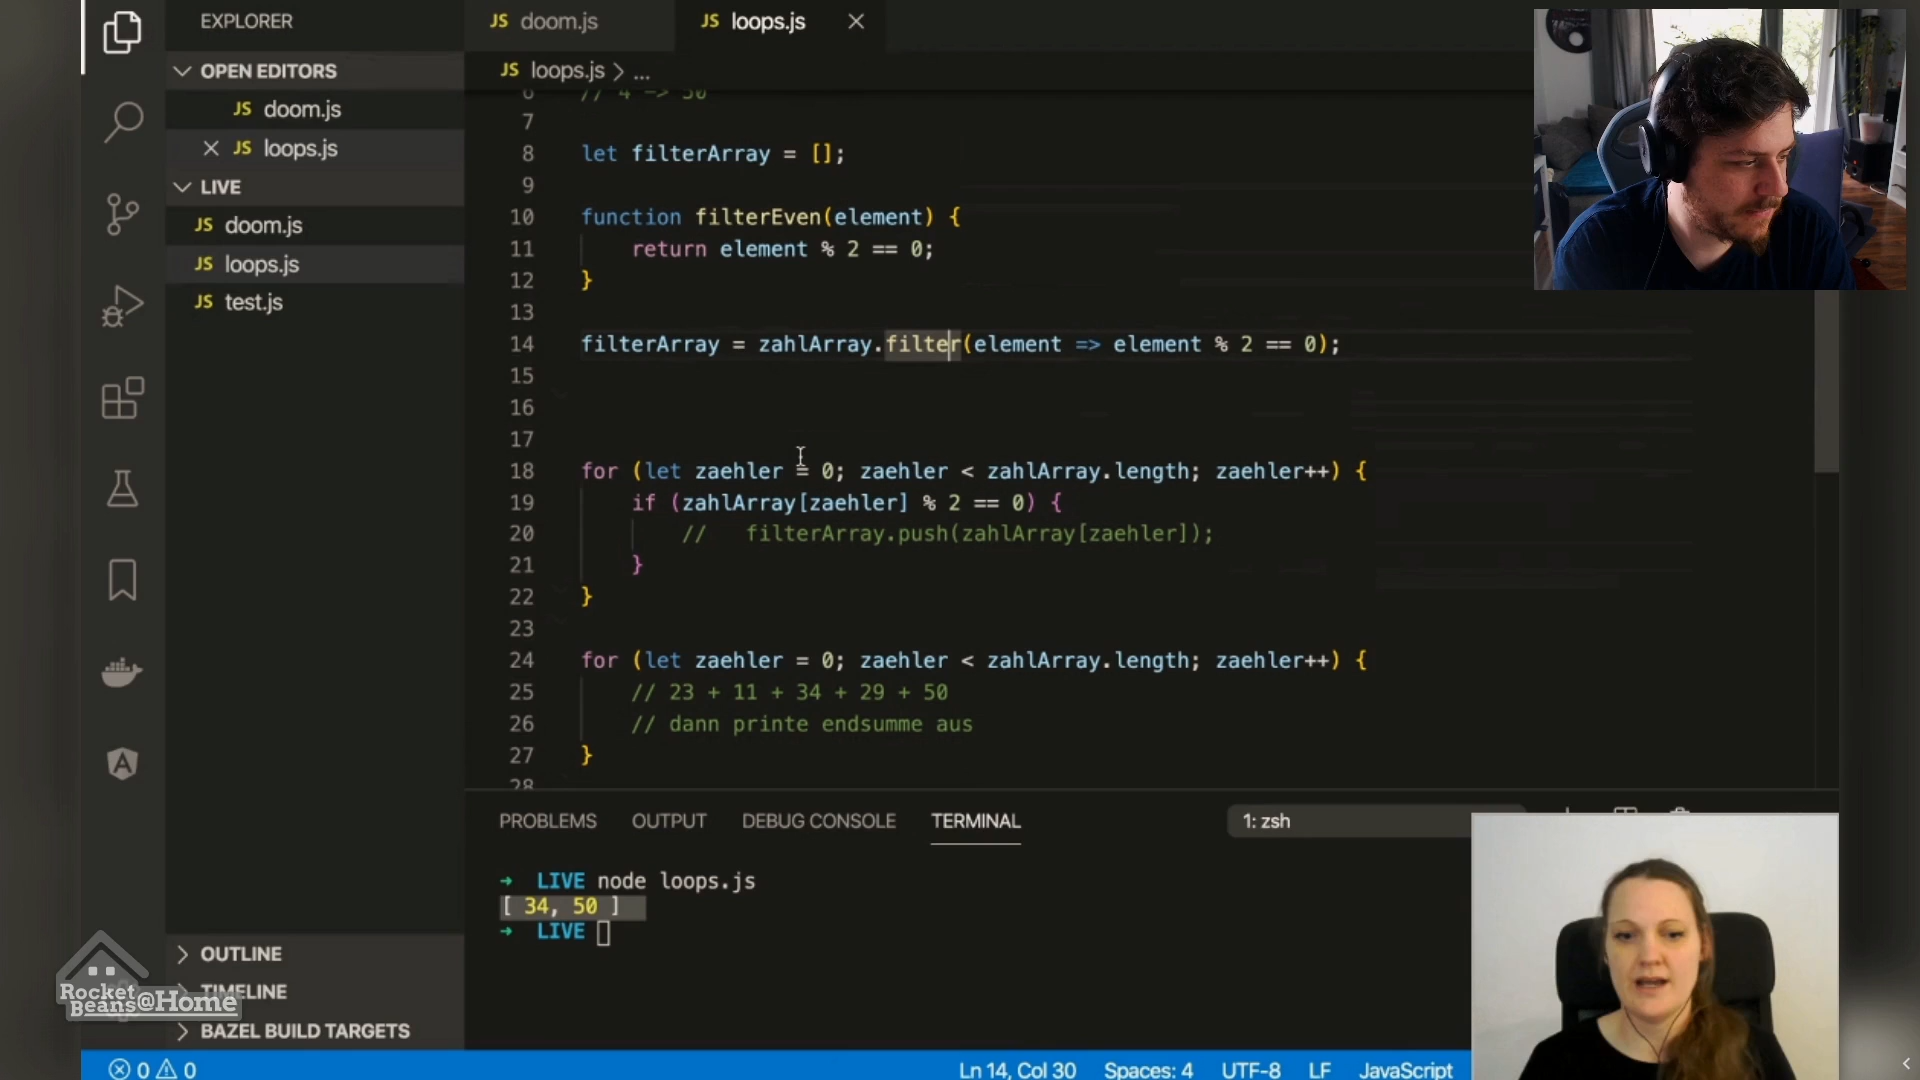 EXPLORER
JS doom.js
JS loops.js
OPEN EDITORS
JS doom.js
JS loops.js
LIVE
JS doom.js
JS loops.js
JS test.js
OUTLINE
TIMELINE
BAZEL BUILD TARGETS
JS loops.js > ...
6 // 4 -> 50
7
8 let filterArray = [];
9
10 function filterEven(element) {
11 return element % 2 == 0;
12 }
13
14 filterArray = zahlArray.filter(element => element % 2 == 0);
15
16
17
18 for (let zaehler = 0; zaehler < zahlArray.length; zaehler++) {
19 if (zahlArray[zaehler] % 2 == 0) {
20 // filterArray.push(zahlArray[zaehler]);
21 }
22 }
23
24 for (let zaehler = 0; zaehler < zahlArray.length; zaehler++) {
25 // 23 + 11 + 34 + 29 + 50
26 // dann printe endsumme aus
27 }
28
PROBLEMS OUTPUT DEBUG CONSOLE TERMINAL
1: zsh
➜ LIVE node loops.js
[ 34, 50 ]
➜ LIVE
Rocket
Beans@Home
0 0
Ln 14, Col 30 Spaces: 4 UTF-8 LF JavaScript